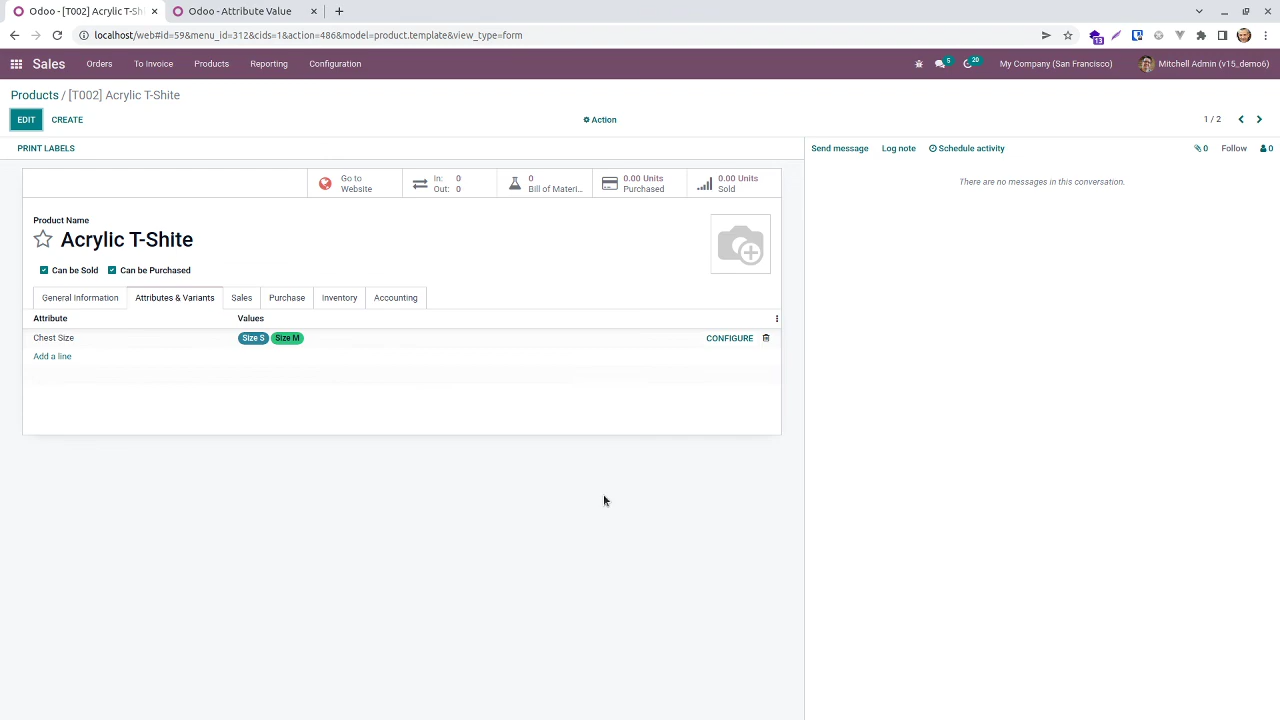 Odoo - [T002] Acrylic T-Shi
Odoo - Attribute Value
localhost/web#id=59&menu_id=312&cids=1&action=486&model=product.template&view_type=form
13
Sales Orders To Invoice Products Reporting Configuration 5 20 My Company (San Francisco) Mitchell Admin (v15_demo6)
Products / [T002] Acrylic T-Shite
EDIT CREATE Action 1 / 2
PRINT LABELS Send message Log note Schedule activity 0 Follow 0
Go to Website
In: 0
Out: 0
0 Bill of Materi...
0.00 Units Purchased
0.00 Units Sold
There are no messages in this conversation.
Product Name
Acrylic T-Shite
Can be Sold Can be Purchased
General Information Attributes & Variants Sales Purchase Inventory Accounting
Attribute Values
Chest Size Size S Size M CONFIGURE
Add a line